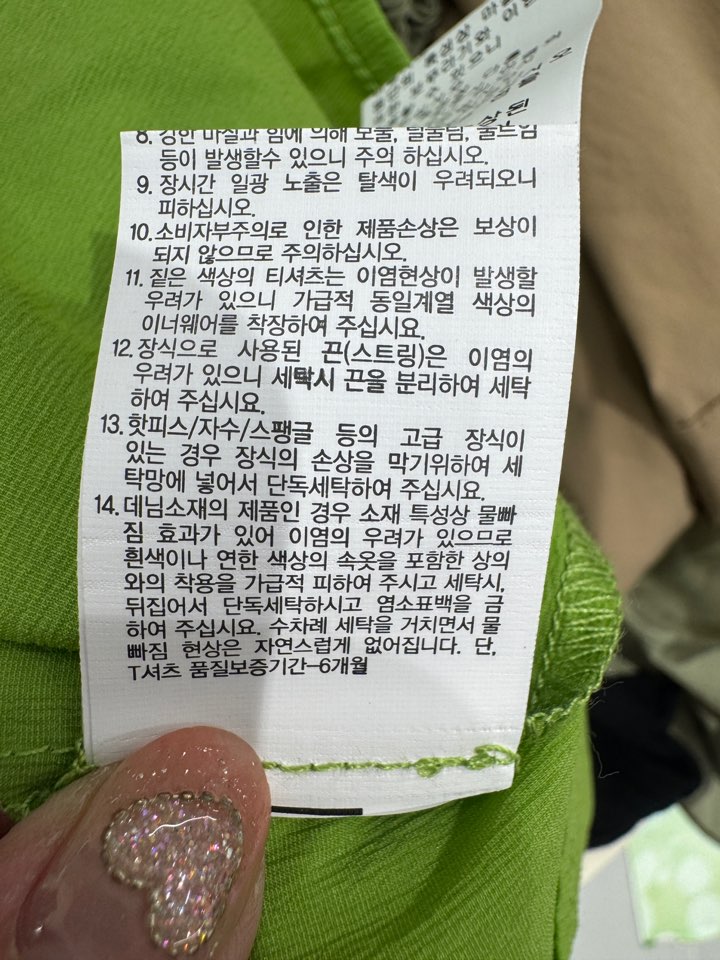 8. 강한 마찰과 힘에 의해 보풀, 밀풀림, 올뜨임
등이 발생할수 있으니 주의 하십시오.
9. 장시간 일광 노출은 탈색이 우려되오니
피하십시오.
10. 소비자부주의로 인한 제품손상은 보상이
되지 않으므로 주의하십시오.
11. 짙은 색상의 티셔츠는 이염현상이 발생할
우려가 있으니 가급적 동일계열 색상의
이너웨어를 착장하여 주십시요.
12. 장식으로 사용된 끈(스트링)은 이염의
우려가 있으니 세탁시 끈을 분리하여 세탁
하여 주십시요.
13. 핫피스/자수/스팽글 등의 고급 장식이
있는 경우 장식의 손상을 막기위하여 세
탁망에 넣어서 단독세탁하여 주십시요.
14. 데님소재의 제품인 경우 소재 특성상 물빠
짐 효과가 있어 이염의 우려가 있으므로
흰색이나 연한 색상의 속옷을 포함한 상의
와의 착용을 가급적 피하여 주시고 세탁시,
뒤집어서 단독세탁하시고 염소표백을 금
하여 주십시요. 수차례 세탁을 거치면서 물
빠짐 현상은 자연스럽게 없어집니다. 단,
T셔츠 품질보증기간-6개월